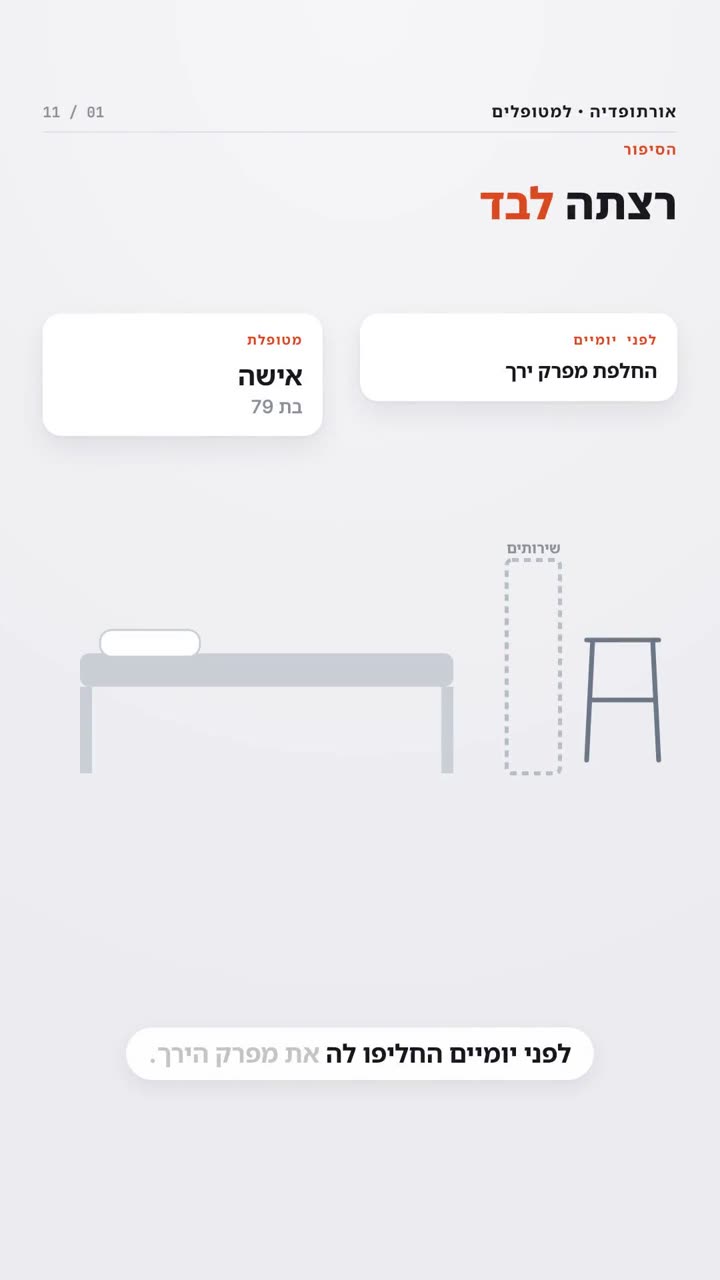 אורתופדיה · למטופלים
01 / 11
הסיפור
רצתה לבד
לפני יומיים
החלפת מפרק ירך
מטופלת
אישה
בת 79
שירותים
לפני יומיים החליפו לה את מפרק הירך.